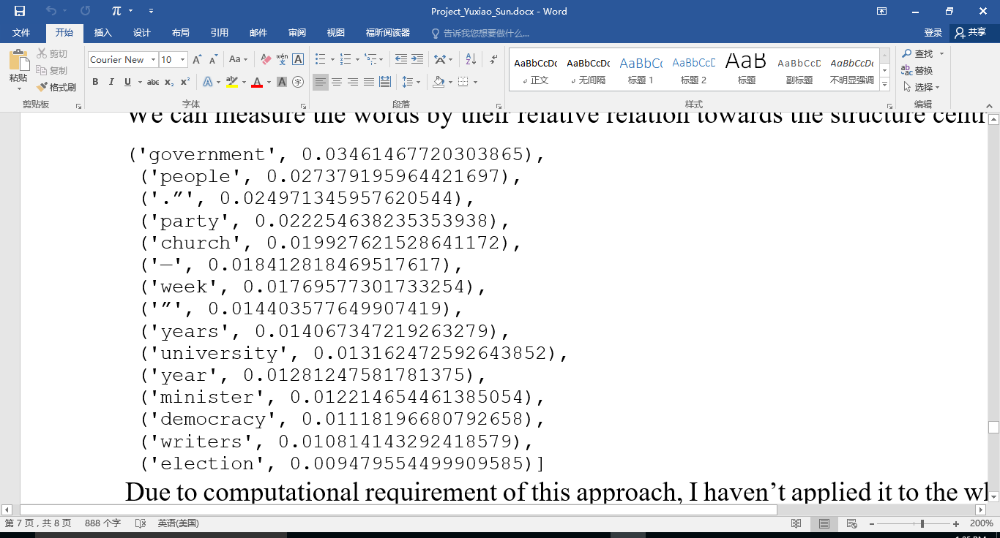 Project_Yuxiao_Sun.docx - Word
文件 开始 插入 设计 布局 引用 邮件 审阅 视图 福昕阅读器 告诉我您想要做什么... 登录 共享
粘贴 剪切 复制 格式刷
Courier New 10
AaBbCcDc AaBbCcDc AaBbC AaBbCcD AaB AaBbCcD AaBbCcDc
正文 无间隔 标题 1 标题 2 标题 副标题 不明显强调
查找 替换 选择
剪贴板 字体 段落 样式 编辑
We can measure the words by their relative relation towards the structure centr
('government', 0.03461467720303865),
('people', 0.027379195964421697),
('.”', 0.024971345957620544),
('party', 0.022254638235353938),
('church', 0.019927621528641172),
('—', 0.018412818469517617),
('week', 0.01769577301733254),
('”', 0.014403577649907419),
('years', 0.014067347219263279),
('university', 0.013162472592643852),
('year', 0.01281247581781375),
('minister', 0.012214654461385054),
('democracy', 0.01118196680792658),
('writers', 0.010814143292418579),
('election', 0.009479554499909585)]
Due to computational requirement of this approach, I haven’t applied it to the wh
第 7 页，共 8 页 888 个字 英语(美国) 200%